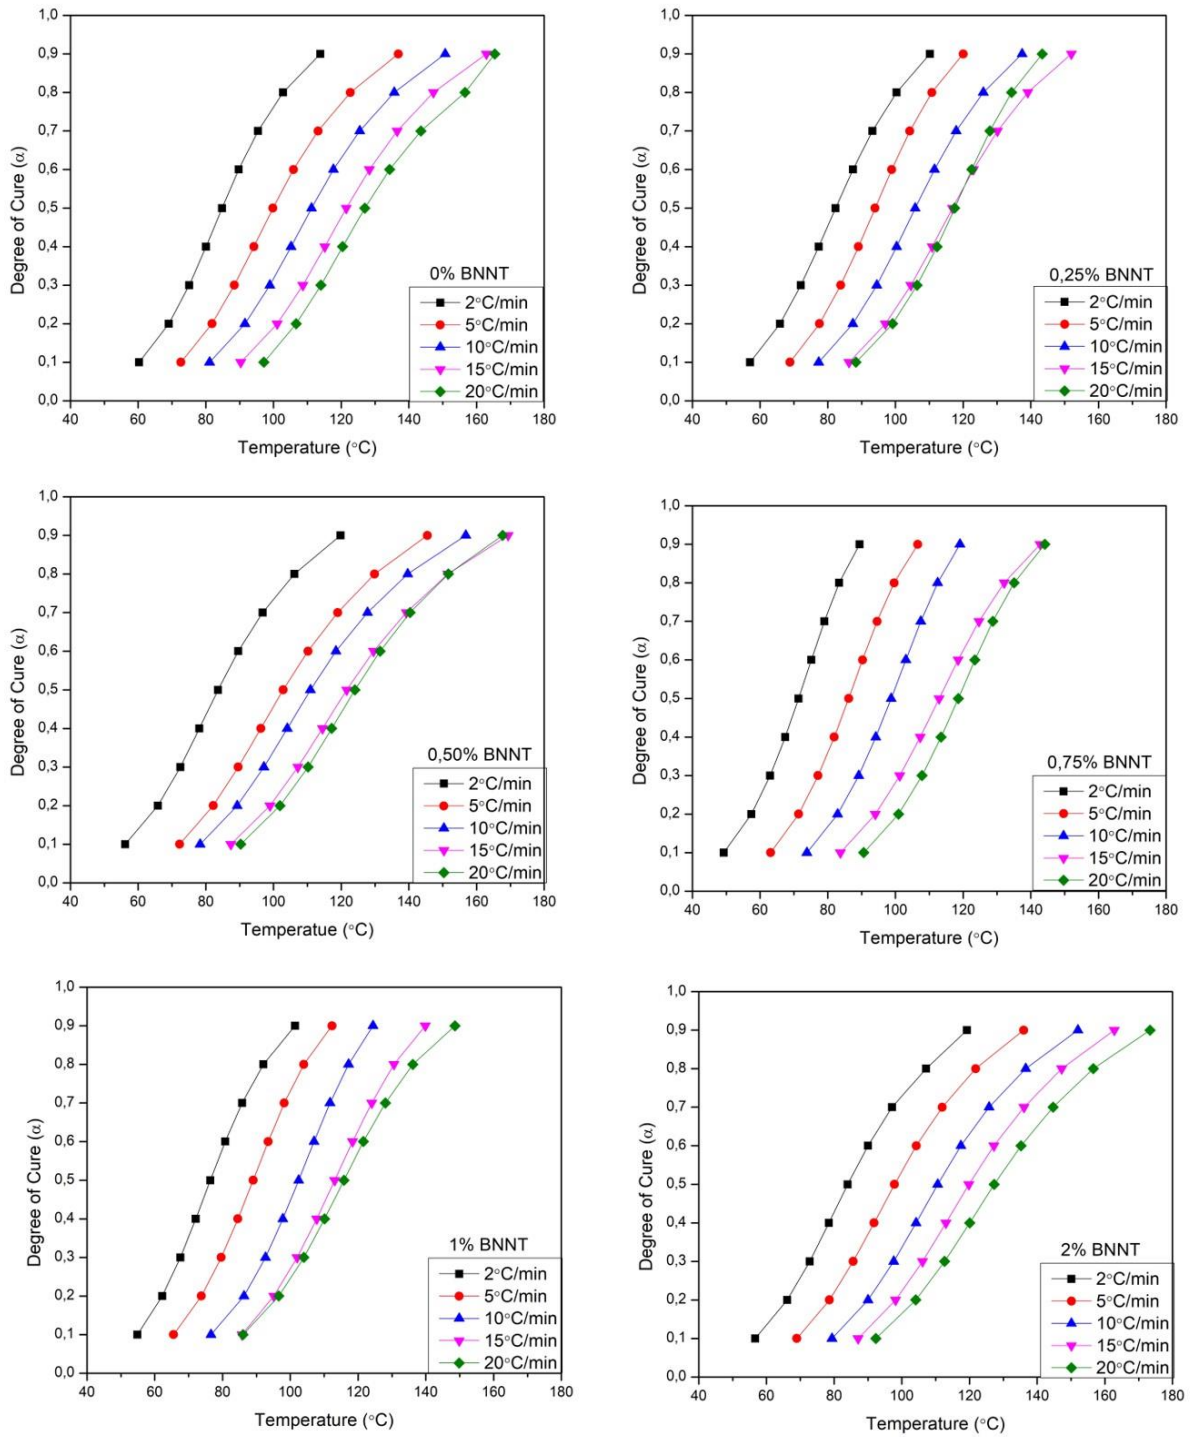 1,0
0,9
0,8
0,7
0,6
0,5
0,4
0,3
0,2
0,1
0,0
Degree of Cure (α)
0% BNNT
2°C/min
5°C/min
10°C/min
15°C/min
20°C/min
40 60 80 100 120 140 160 180
Temperature (°C)
1,0
0,9
0,8
0,7
0,6
0,5
0,4
0,3
0,2
0,1
0,0
Degree of Cure (α)
0,25% BNNT
2°C/min
5°C/min
10°C/min
15°C/min
20°C/min
40 60 80 100 120 140 160 180
Temperature (°C)
1,0
0,9
0,8
0,7
0,6
0,5
0,4
0,3
0,2
0,1
0,0
Degree of Cure (α)
0,50% BNNT
2°C/min
5°C/min
10°C/min
15°C/min
20°C/min
40 60 80 100 120 140 160 180
Temperatue (°C)
1,0
0,9
0,8
0,7
0,6
0,5
0,4
0,3
0,2
0,1
0,0
Degree of Cure (α)
0,75% BNNT
2°C/min
5°C/min
10°C/min
15°C/min
20°C/min
40 60 80 100 120 140 160 180
Temperature (°C)
1,0
0,9
0,8
0,7
0,6
0,5
0,4
0,3
0,2
0,1
0,0
Degree of Cure (α)
1% BNNT
2°C/min
5°C/min
10°C/min
15°C/min
20°C/min
40 60 80 100 120 140 160 180
Temperature (°C)
1,0
0,9
0,8
0,7
0,6
0,5
0,4
0,3
0,2
0,1
0,0
Degree of Cure (α)
2% BNNT
2°C/min
5°C/min
10°C/min
15°C/min
20°C/min
40 60 80 100 120 140 160 180
Temperature (°C)